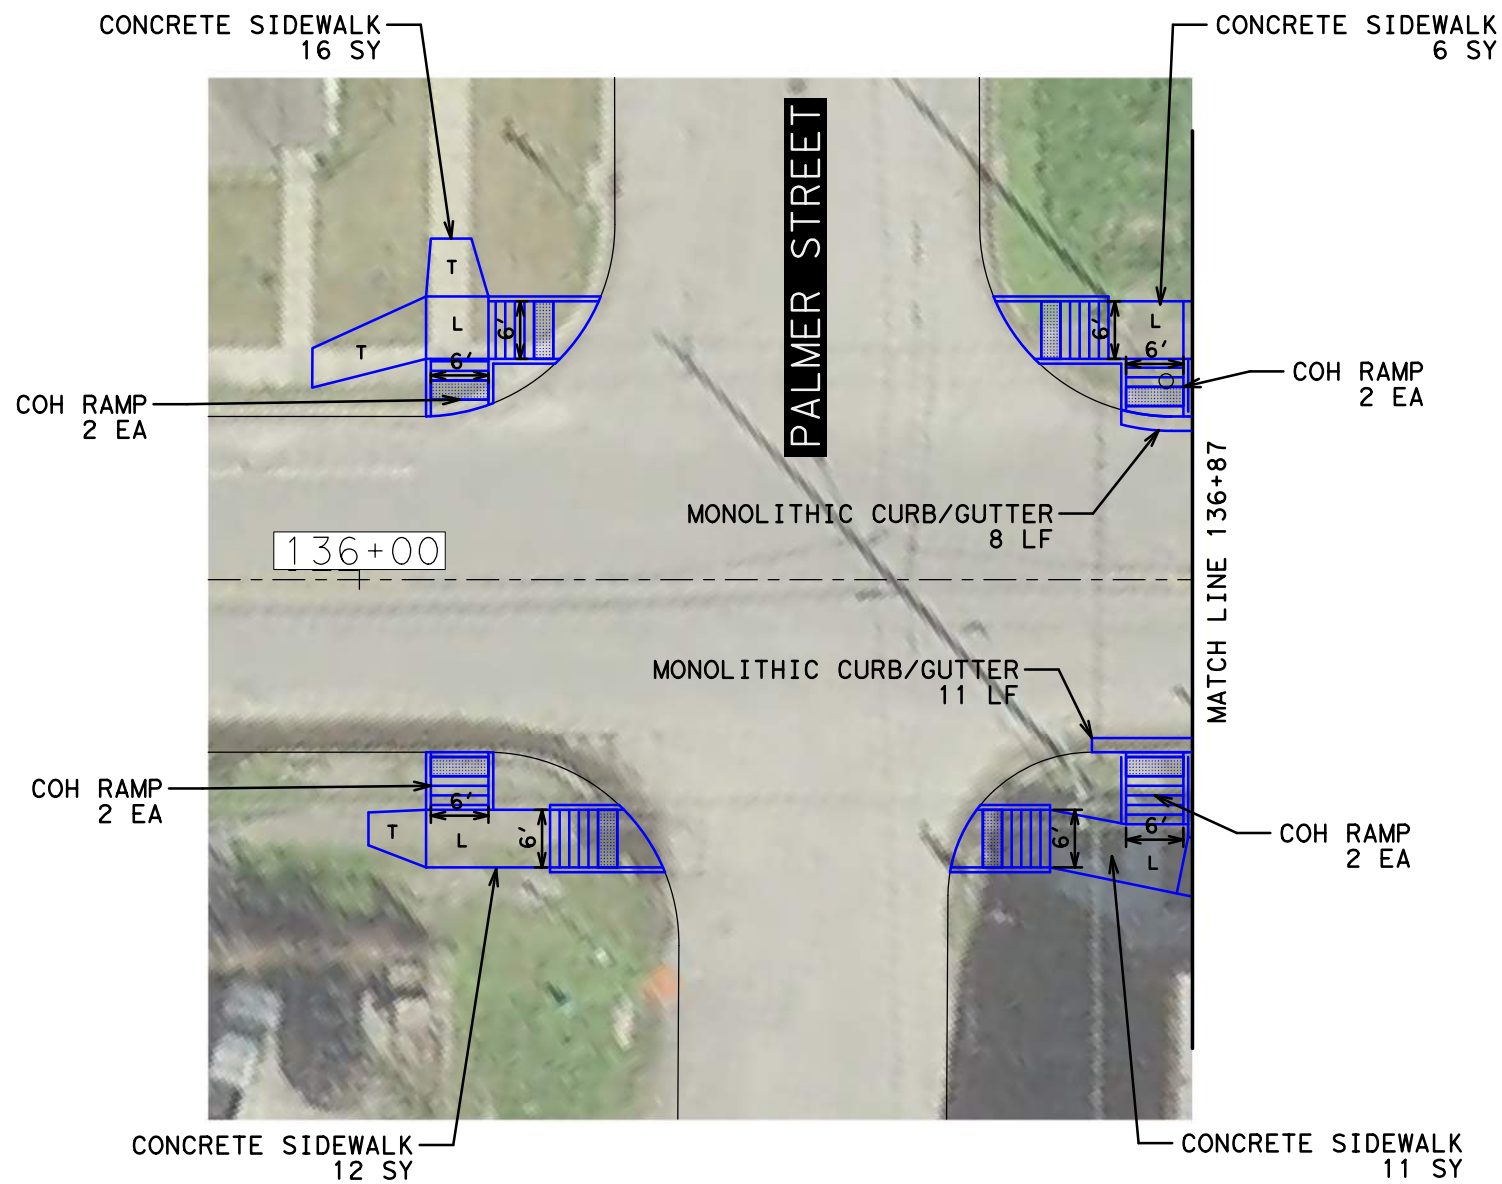 CONCRETE SIDEWALK
16 SY
CONCRETE SIDEWALK
6 SY
PALMER STREET
T
L
T
6'
6'
L
6'
6'
COH RAMP
2 EA
COH RAMP
2 EA
MONOLITHIC CURB/GUTTER
8 LF
136+00
MATCH LINE 136+87
MONOLITHIC CURB/GUTTER
11 LF
COH RAMP
2 EA
6'
T
L
6'
6'
6'
L
COH RAMP
2 EA
CONCRETE SIDEWALK
12 SY
CONCRETE SIDEWALK
11 SY